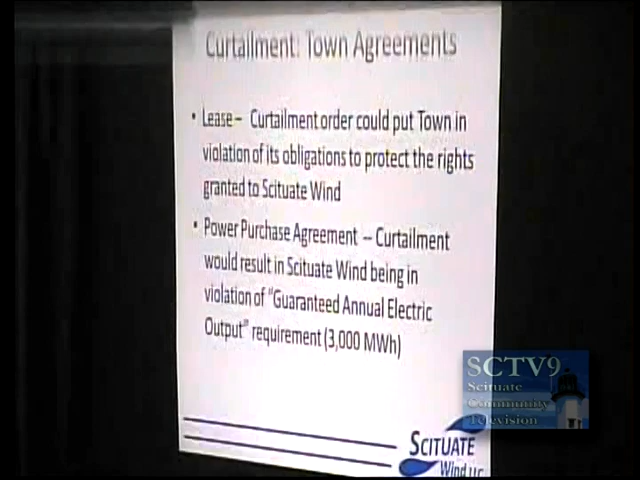 Curtailment: Town Agreements
• Lease – Curtailment order could put Town in
violation of its obligations to protect the rights
granted to Scituate Wind
• Power Purchase Agreement – Curtailment
would result in Scituate Wind being in
violation of "Guaranteed Annual Electric
Output" requirement (3,000 MWh)
SCTV9
Scituate
Community
Television
SCITUATE
Wind LLC